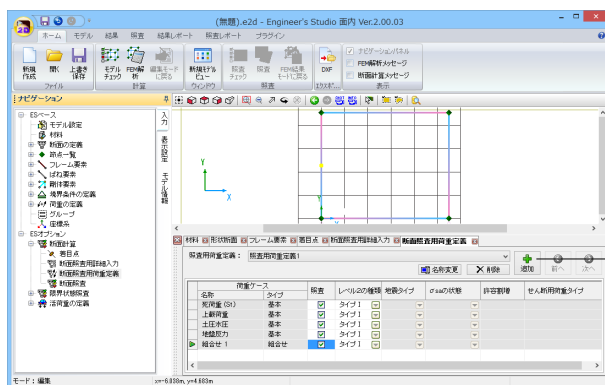 (無題).e2d - Engineer's Studio 面内 Ver.2.00.03
ホーム モデル 結果 照査 結果レポート 照査レポート プラグイン
新規作成 開く 上書き保存
モデルチェック FEM解析 編集モードに戻る
新規モデルビュー 照査チェック 照査 FEM結果モードに戻る
DXF
ナビゲーションパネル
FEM解析メッセージ
断面計算メッセージ
ファイル 計算 ウィンドウ 照査 表示
ナビゲーション
ESベース
モデル設定
材料
断面の定義
節点一覧
フレーム要素
ばね要素
剛体要素
境界条件の定義
荷重の定義
グループ
座標系
ESオプション
断面計算
着目点
断面照査用詳細入力
断面照査用荷重定義
限界状態照査
活荷重の定義
入力
表示設定
モデル情報
Y
X
Y
材料 形状断面 フレーム要素 着目点 断面照査用詳細入力 断面照査用荷重定義
照査用荷重定義： 照査用荷重定義1
名称変更 削除 追加 前へ 次へ
荷重ケース 照査 レベル2の種類 地震タイプ σsaの状態 許容割増 せん断用荷重タイプ
名称 タイプ
死荷重 (St) 基本 タイプ I
上載荷重 基本 タイプ I
土圧水圧 基本 タイプ I
地盤反力 基本 タイプ I
組合せ 1 組合せ タイプ I
モード：編集 x=-6.038m, y=4.683m